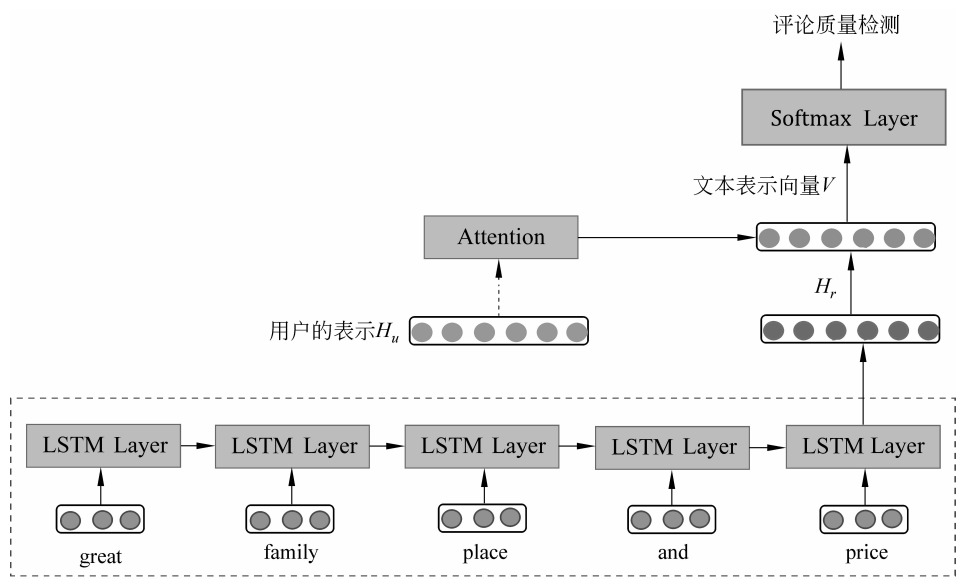 评论质量检测
Softmax Layer
文本表示向量V
Attention
H_r
用户的表示H_u
LSTM Layer LSTM Layer LSTM Layer LSTM Layer LSTM Layer
great family place and price